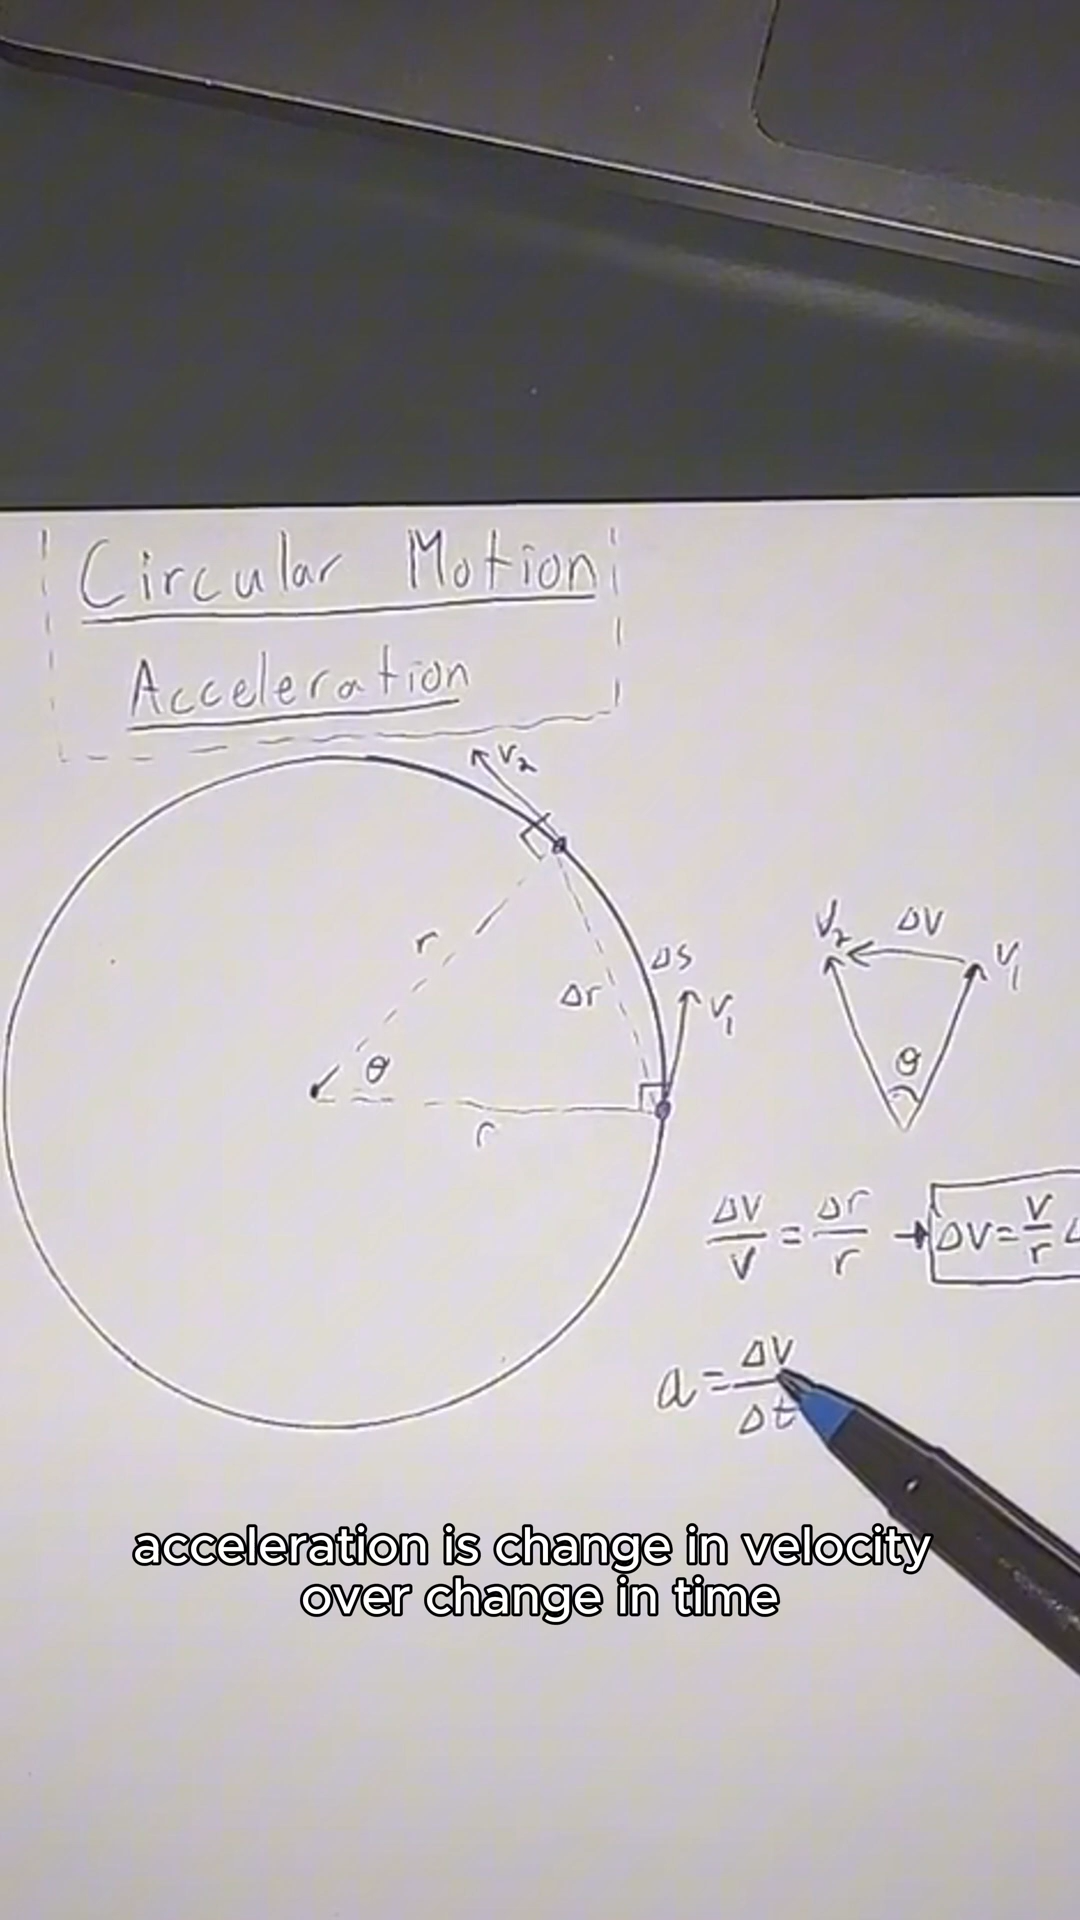 Circular Motion
Acceleration
V₂
r
Δs
Δr
V₁
θ
r
V₂ ΔV V₁
θ
ΔV/V = Δr/r → ΔV = V/r Δ
a = ΔV/Δt
acceleration is change in velocity
over change in time